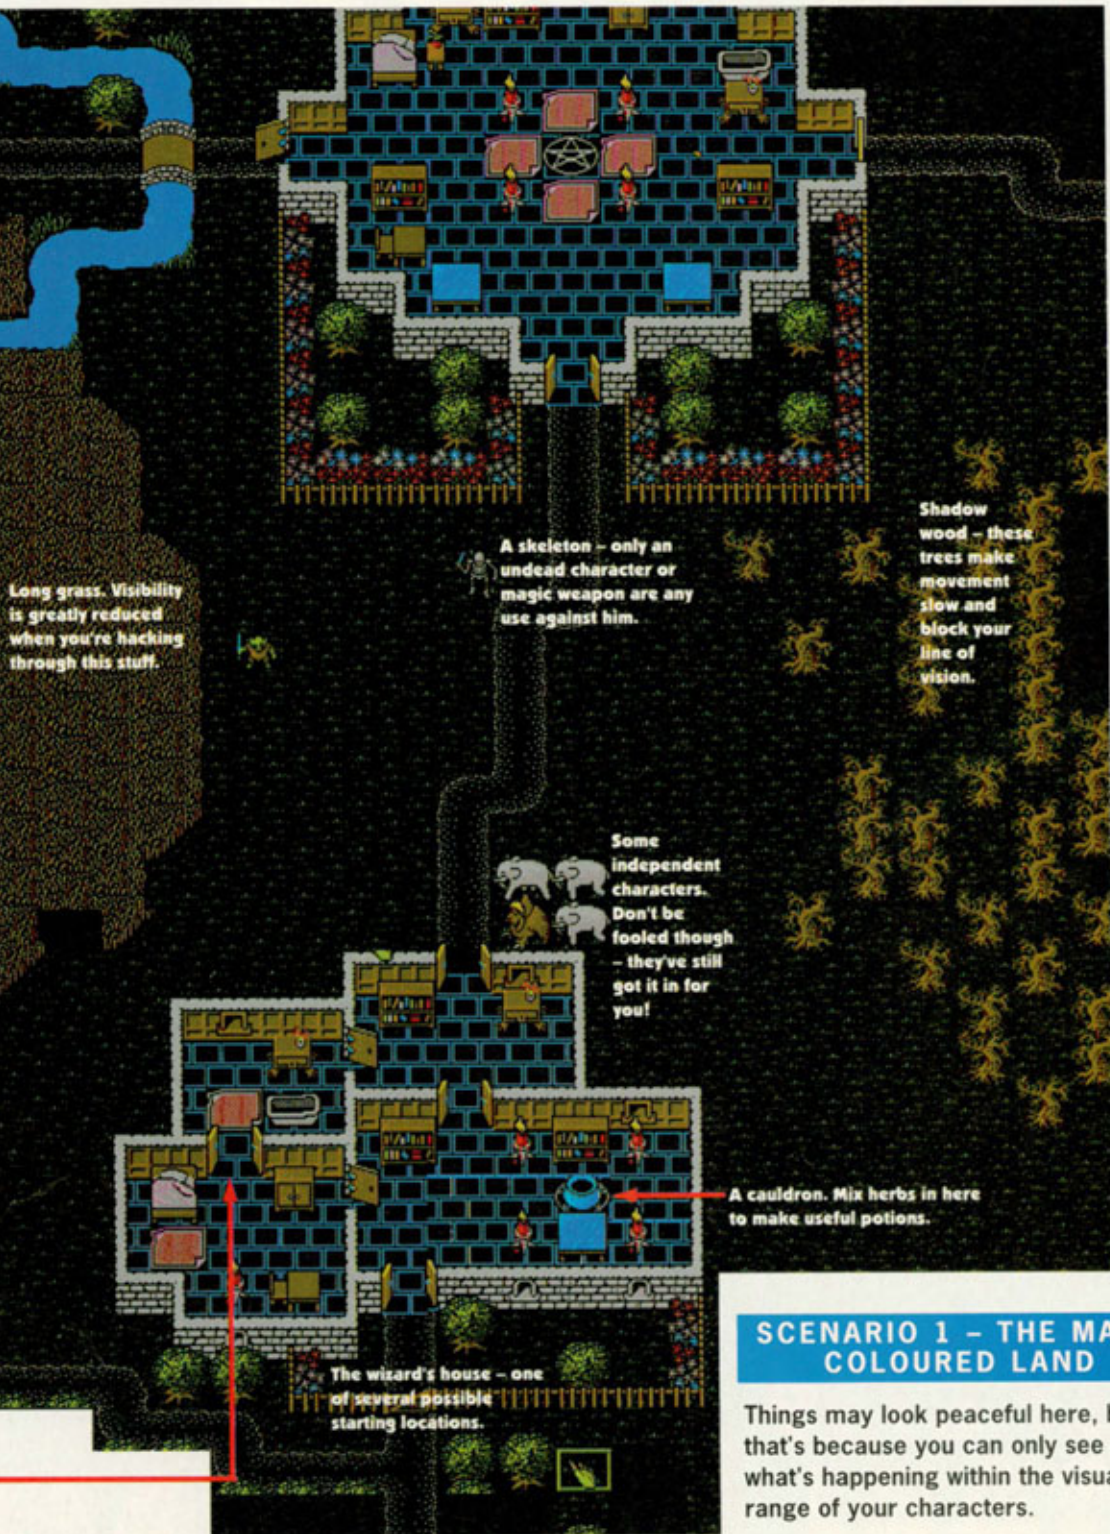 A skeleton – only an
undead character or
magic weapon are any
use against him.
Shadow
wood – these
trees make
movement
slow and
block your
line of
vision.
Long grass. Visibility
is greatly reduced
when you're hacking
through this stuff.
Some
independent
characters.
Don't be
fooled though
– they've still
got it in for
you!
A cauldron. Mix herbs in here
to make useful potions.
The wizard's house – one
of several possible
starting locations.
SCENARIO 1 – THE
COLOURED LAND
Things may look peaceful here,
that's because you can only see
what's happening within the
range of your characters.